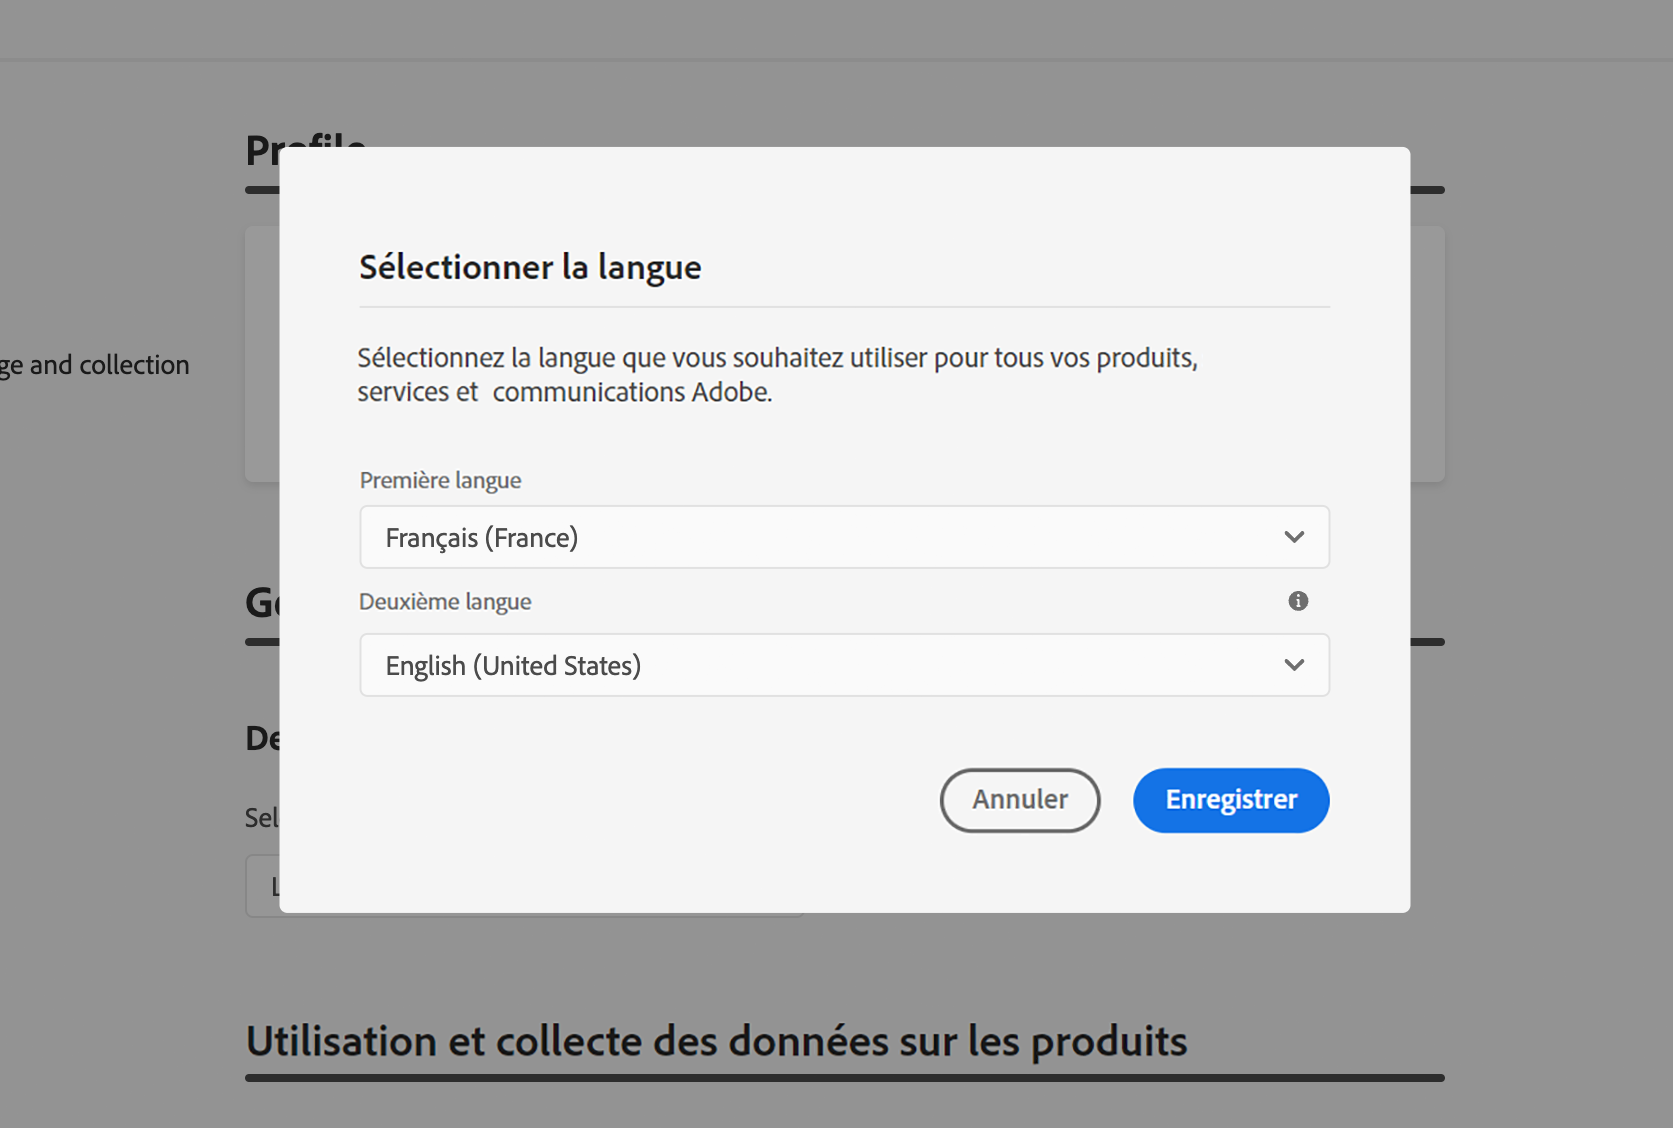 Profile
ge and collection
Sélectionner la langue
Sélectionnez la langue que vous souhaitez utiliser pour tous vos produits,
services et  communications Adobe.
Première langue
Français (France)
Deuxième langue
English (United States)
Annuler
Enregistrer
Utilisation et collecte des données sur les produits